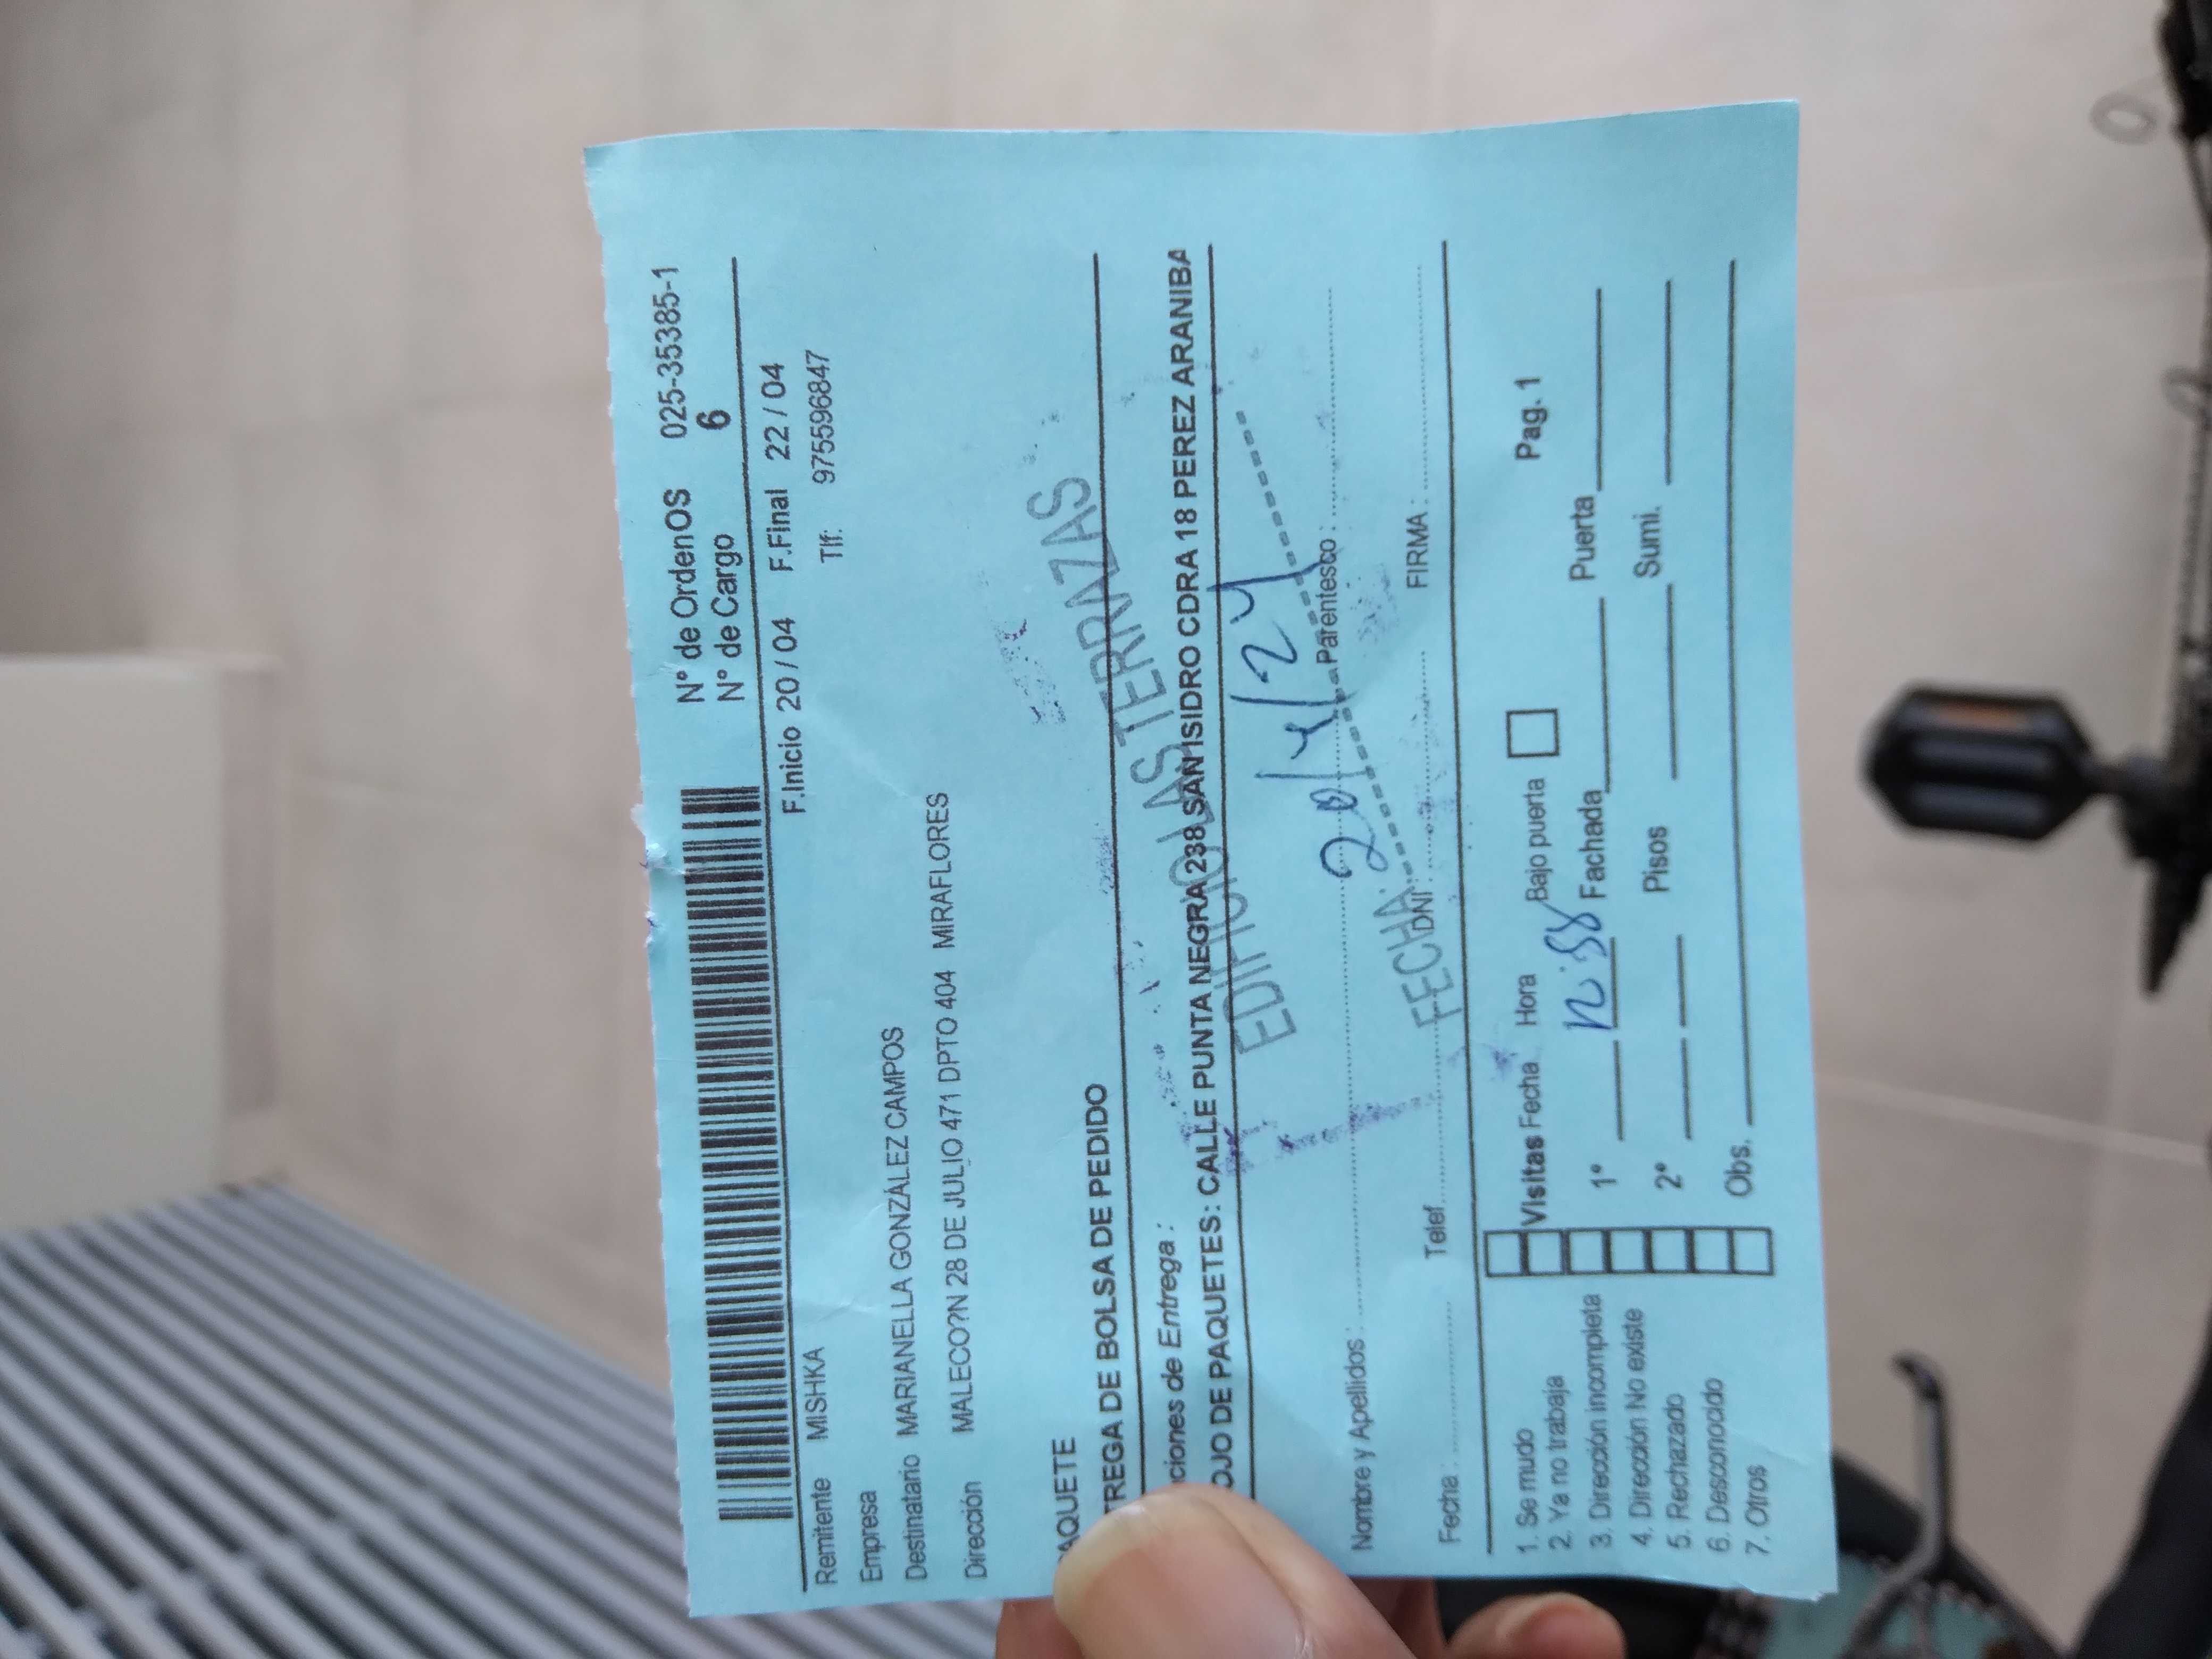 N° de OrdenOS 025-35385-1
N° de Cargo 6
F.Inicio 20 / 04 F.Final 22 / 04
Remitente MISHKA Tlf: 975596847
Empresa
Destinatario MARIANELLA GONZÁLEZ CAMPOS
Dirección MALECO??N 28 DE JULIO 471 DPTO 404 MIRAFLORES
AQUETE
TREGA DE BOLSA DE PEDIDO
ciones de Entrega :
OJO DE PAQUETES: CALLE PUNTA NEGRA 238 SAN ISIDRO CDRA 18 PEREZ ARANIBA
EDIFICIO LAS TERRAZAS
20/4/24
FECHA:
Nombre y Apellidos : Parentesco :
Fecha : Telef. DNI : FIRMA :
1. Se mudo
2. Ya no trabaja
3. Dirección incompleta
4. Dirección No existe
5. Rechazado
6. Desconocido
7. Otros
Visitas Fecha Hora Bajo puerta Pag. 1
1° Fachada Puerta
2° Pisos Sumi.
Obs.